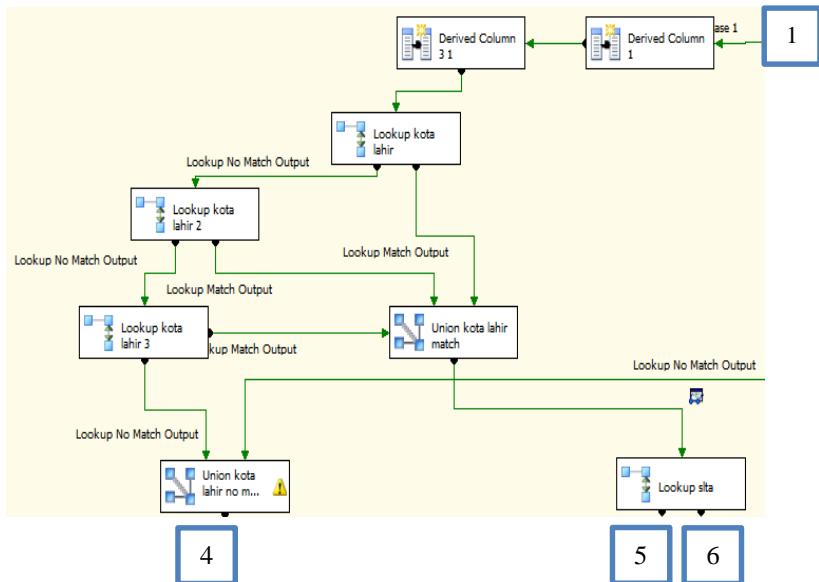 ase 1
1
Derived Column
3 1
Derived Column
1
Lookup kota
lahir
Lookup No Match Output
Lookup kota
lahir 2
Lookup Match Output
Lookup No Match Output
Lookup Match Output
Lookup kota
lahir 3
kup Match Output
Union kota lahir
match
Lookup No Match Output
Lookup No Match Output
Union kota
lahir no m...
Lookup slta
4
5
6